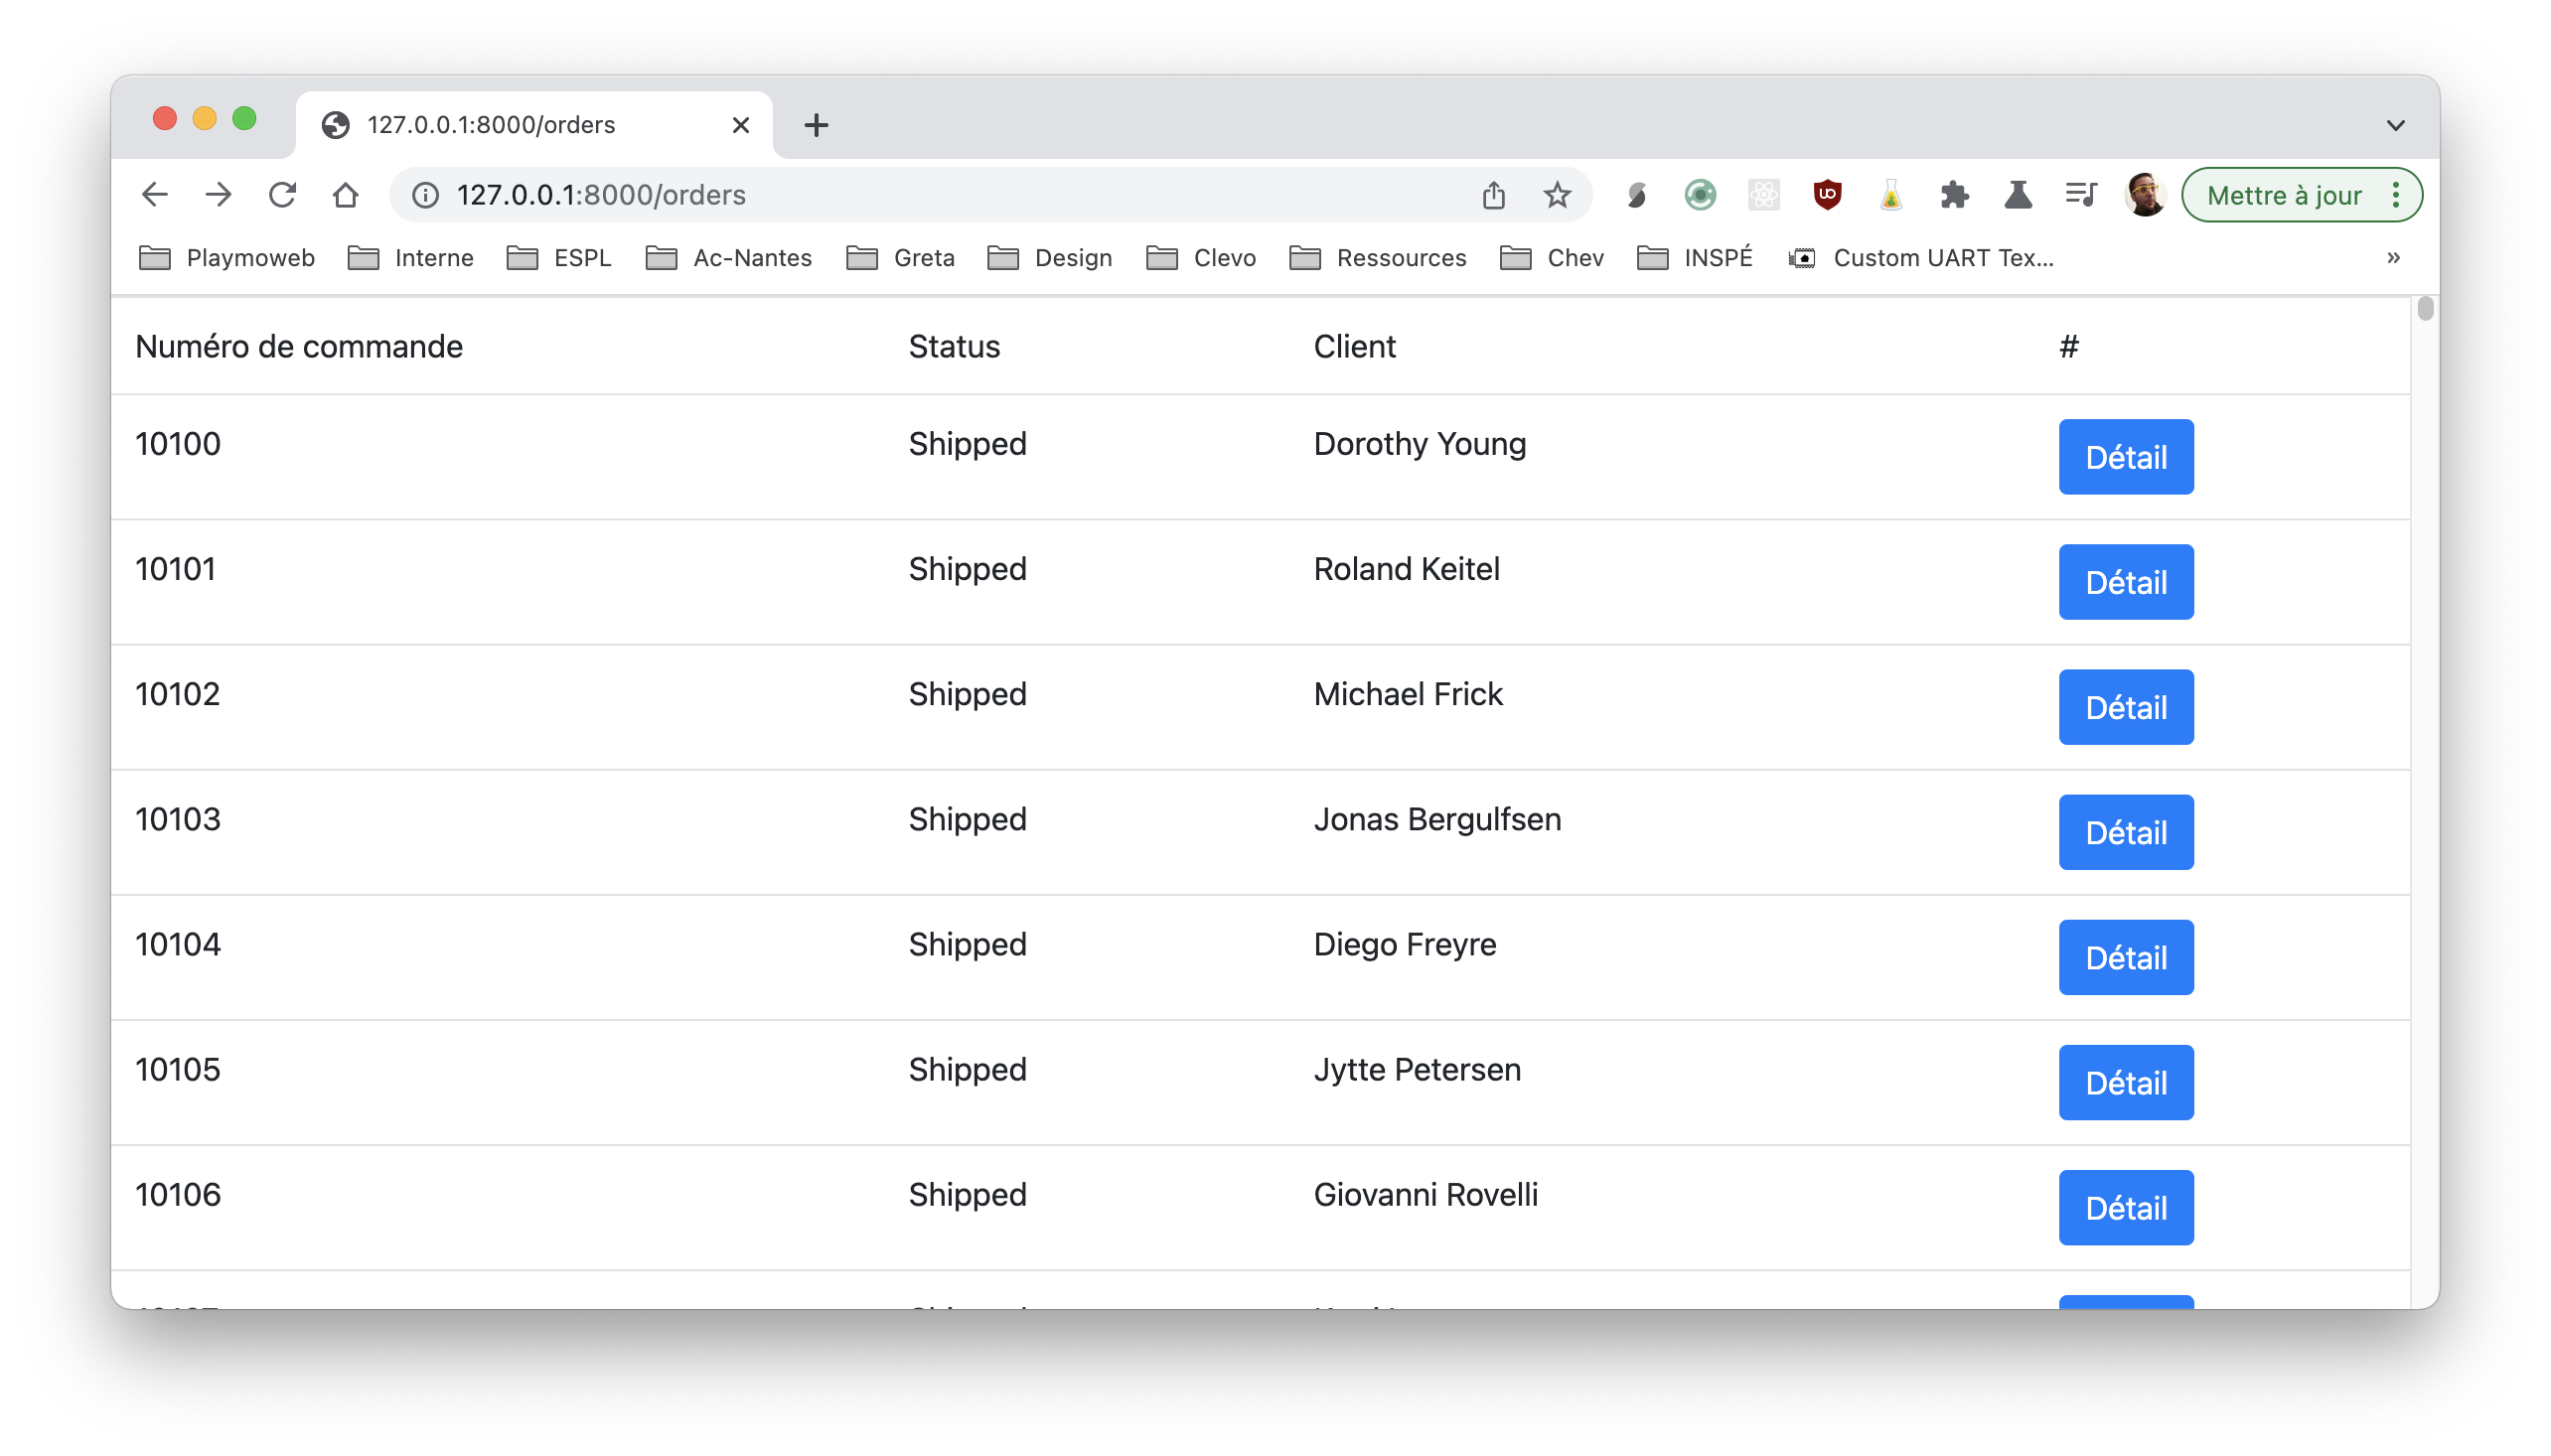 127.0.0.1:8000/orders
127.0.0.1:8000/orders Mettre à jour
Playmoweb Interne ESPL Ac-Nantes Greta Design Clevo Ressources Chev INSPÉ Custom UART Tex... »
Numéro de commande Status Client #
10100 Shipped Dorothy Young Détail
10101 Shipped Roland Keitel Détail
10102 Shipped Michael Frick Détail
10103 Shipped Jonas Bergulfsen Détail
10104 Shipped Diego Freyre Détail
10105 Shipped Jytte Petersen Détail
10106 Shipped Giovanni Rovelli Détail